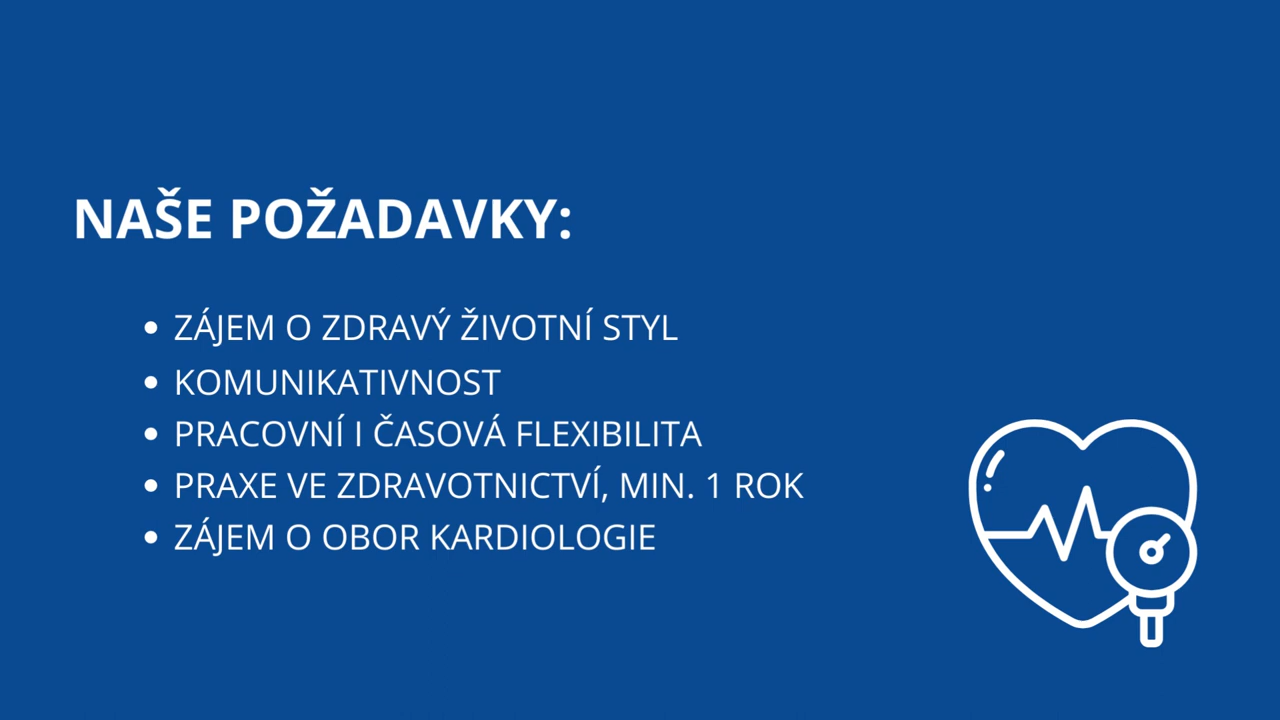 NAŠE POŽADAVKY:
• ZÁJEM O ZDRAVÝ ŽIVOTNÍ STYL
• KOMUNIKATIVNOST
• PRACOVNÍ I ČASOVÁ FLEXIBILITA
• PRAXE VE ZDRAVOTNICTVÍ, MIN. 1 ROK
• ZÁJEM O OBOR KARDIOLOGIE